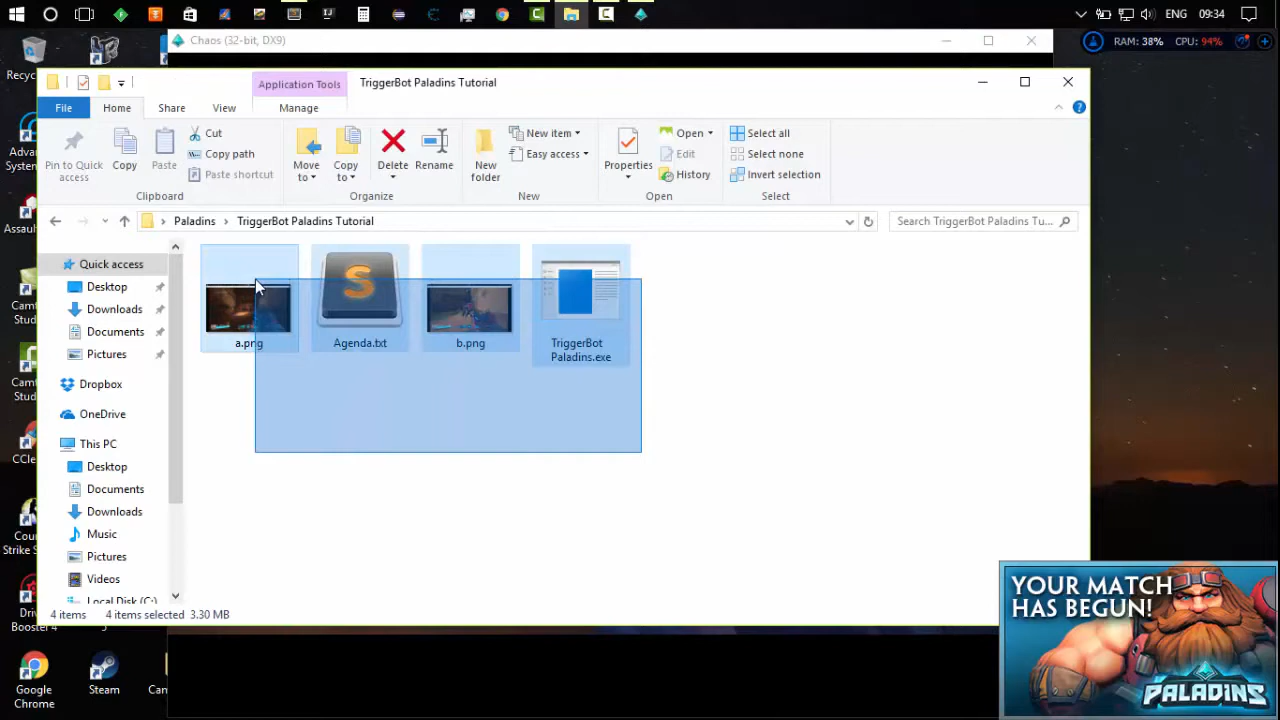 ENG
09:34
Chaos (32-bit, DX9)
RAM: 38%
CPU: 94%
Application Tools
TriggerBot Paladins Tutorial
File
Home
Share
View
Manage
Pin to Quick
access
Copy
Paste
Cut
Copy path
Paste shortcut
Move
to
Copy
to
Delete
Rename
New
folder
New item
Easy access
Properties
Open
Edit
History
Select all
Select none
Invert selection
Clipboard
Organize
New
Open
Select
Paladins
TriggerBot Paladins Tutorial
Search TriggerBot Paladins Tu...
Quick access
Desktop
Downloads
Documents
Pictures
Dropbox
OneDrive
This PC
Desktop
Documents
Downloads
Music
Pictures
Videos
Local Disk (C:)
a.png
Agenda.txt
b.png
TriggerBot
Paladins.exe
4 items
4 items selected
3.30 MB
Google
Chrome
Steam
YOUR MATCH
HAS BEGUN!
PALADINS